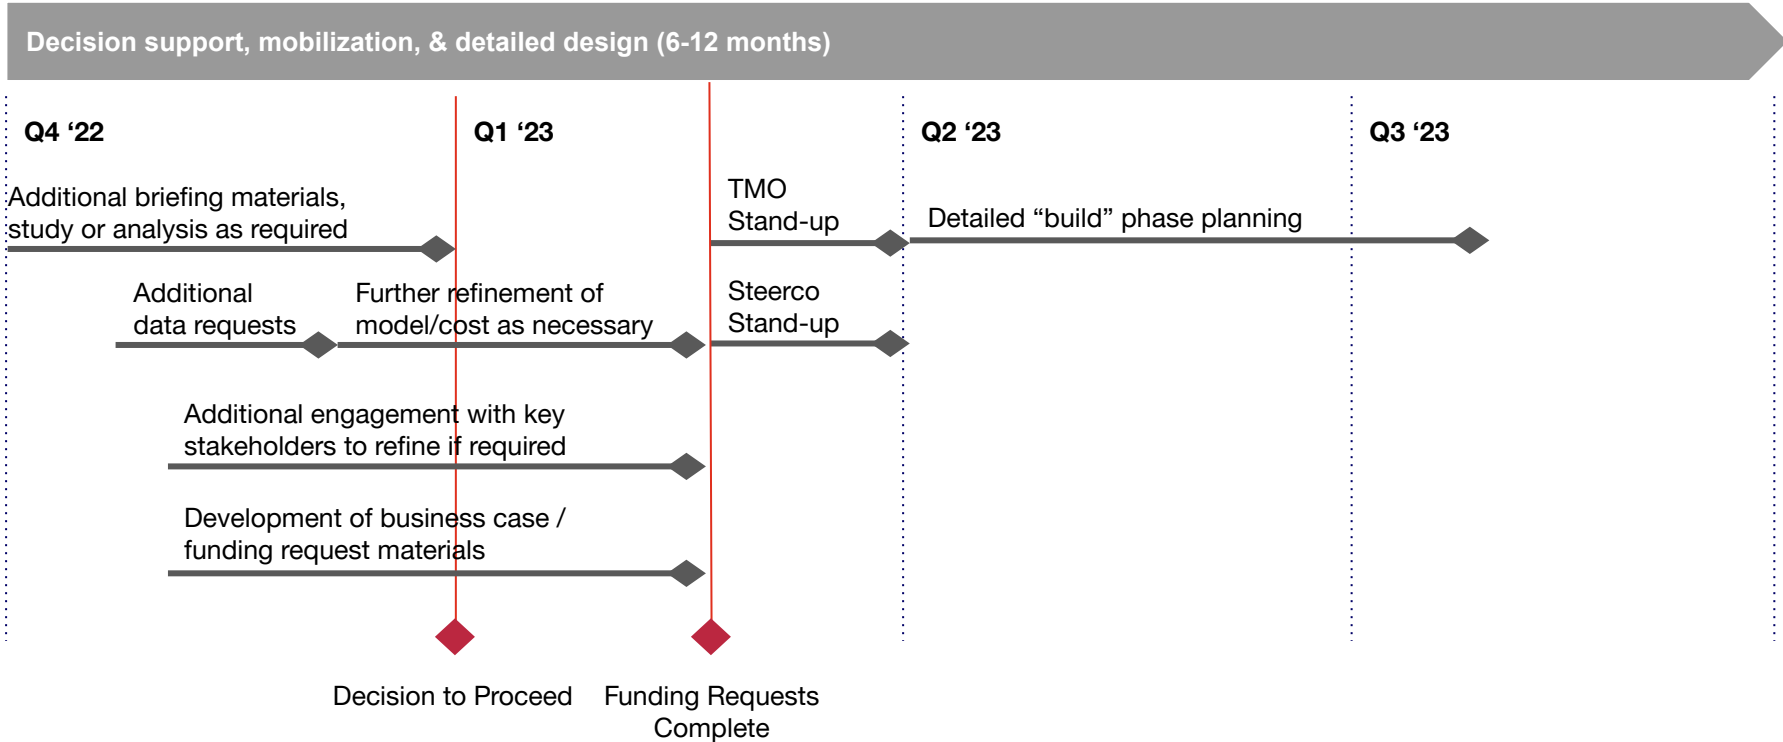 Decision support, mobilization, & detailed design (6-12 months)
Q4 ‘22
Q1 ‘23
Q2 ‘23
Q3 ‘23
Additional briefing materials,
study or analysis as required
TMO
Stand-up
Detailed “build” phase planning
Additional
data requests
Further refinement of
model/cost as necessary
Steerco
Stand-up
Additional engagement with key
stakeholders to refine if required
Development of business case /
funding request materials
Decision to Proceed
Funding Requests
Complete